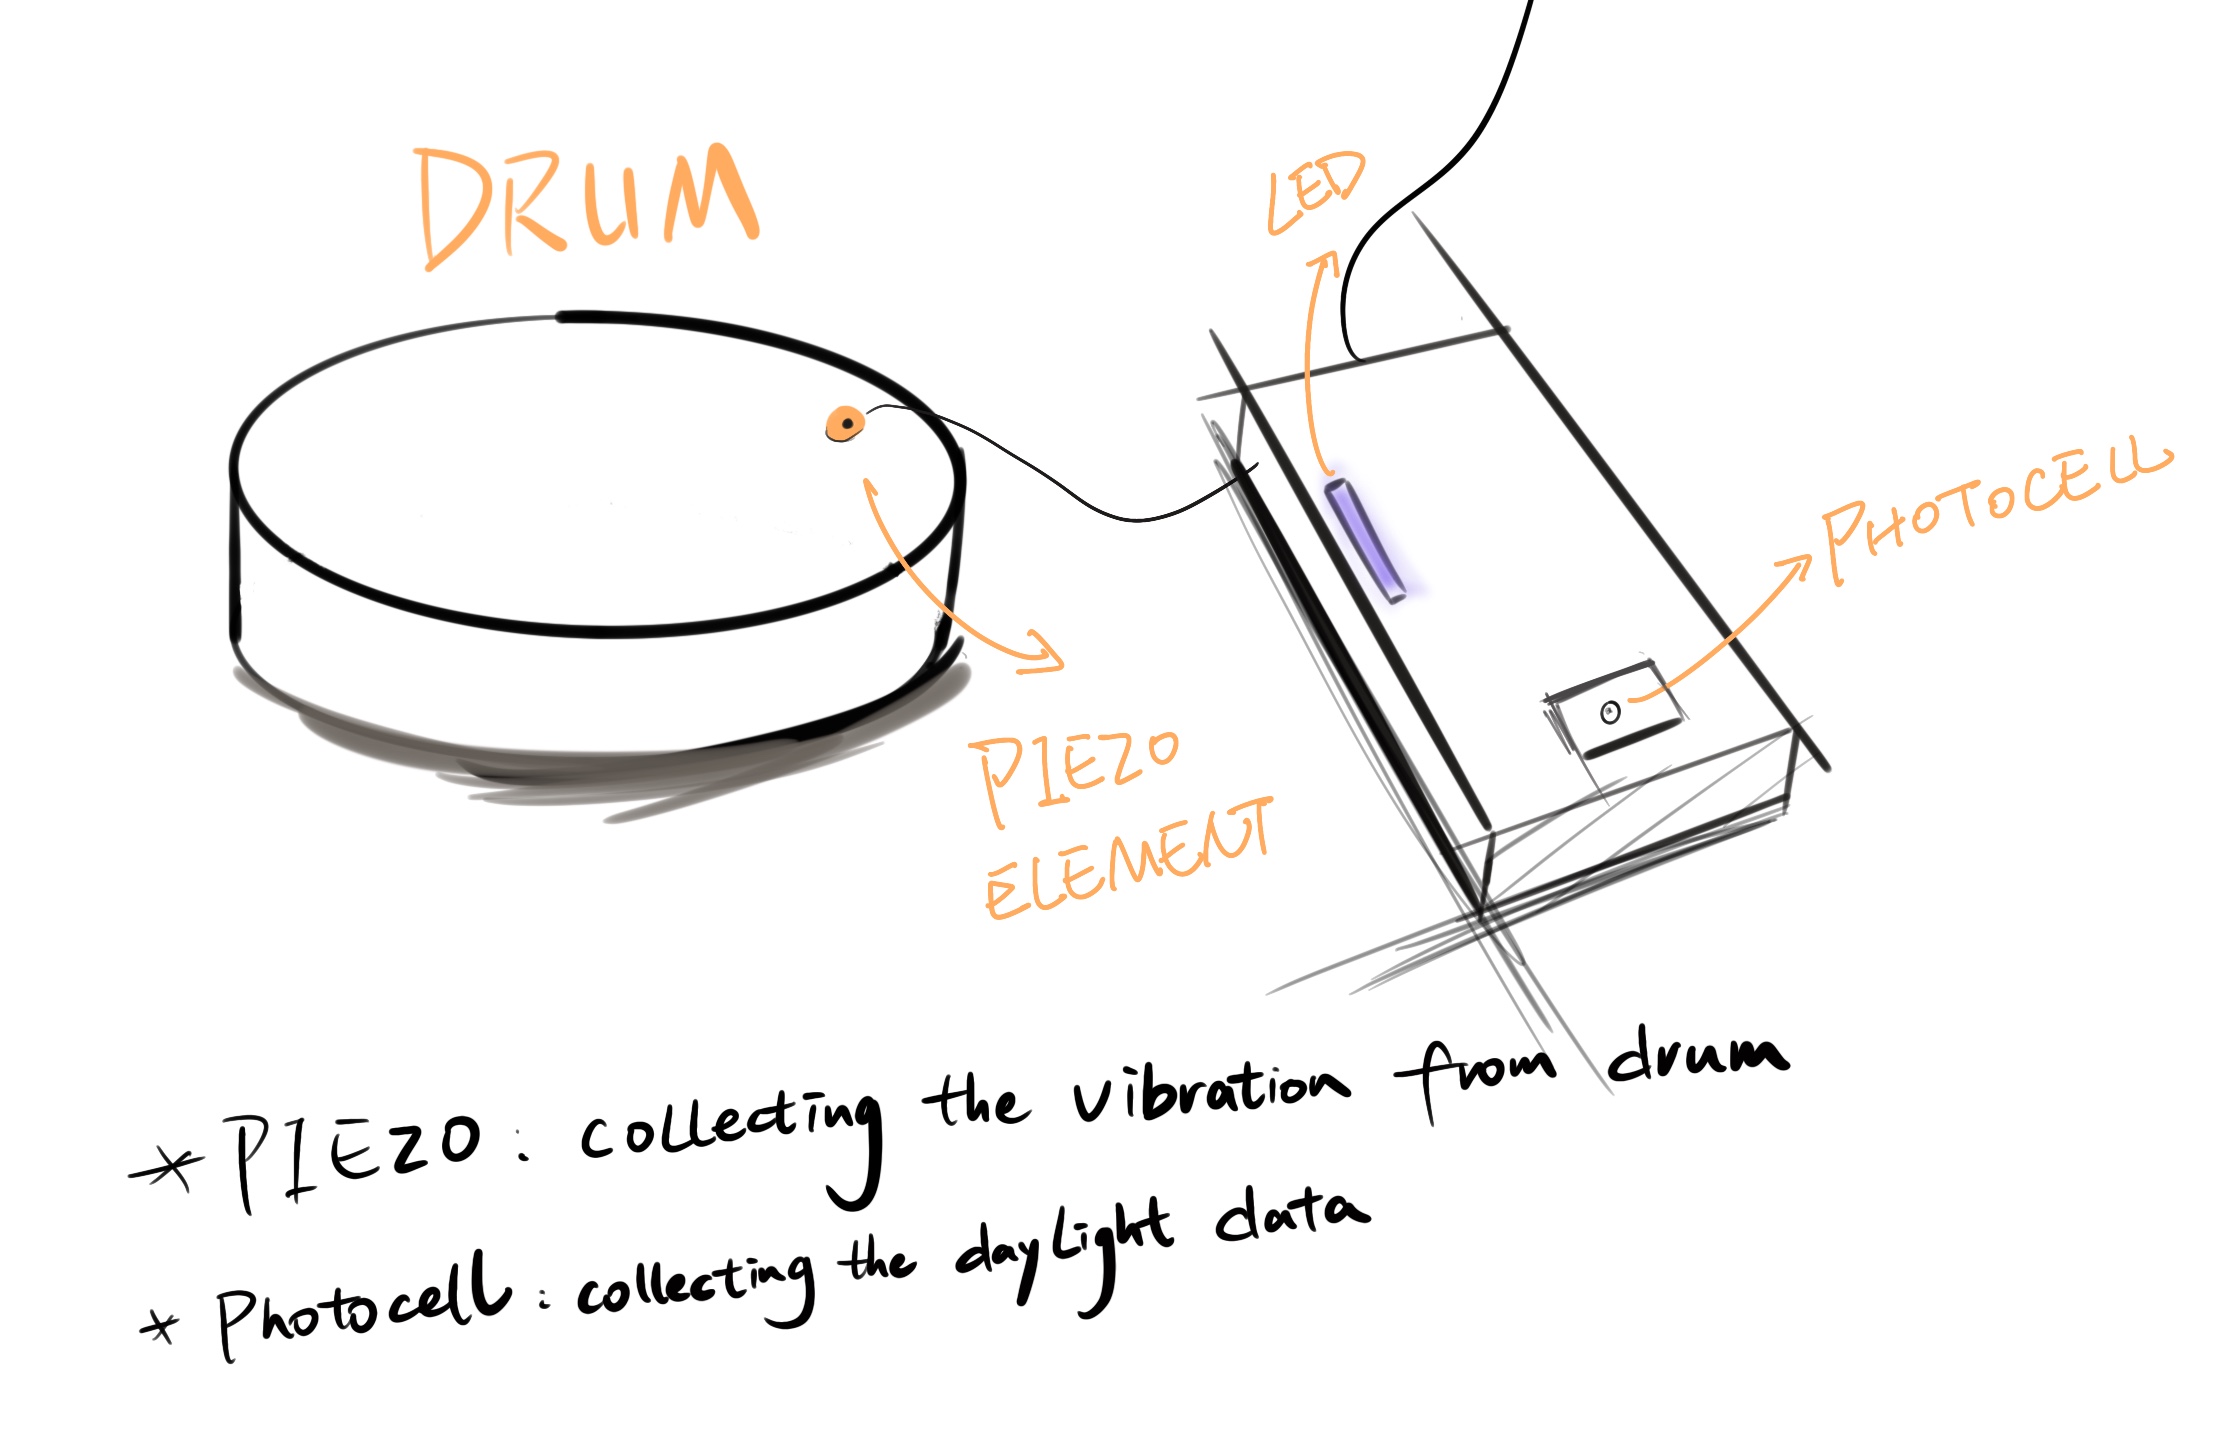 DRUM
LED
PHOTOCELL
PIEZO
ELEMENT
* PIEZO : collecting the vibration from drum
* Photocell : collecting the daylight data